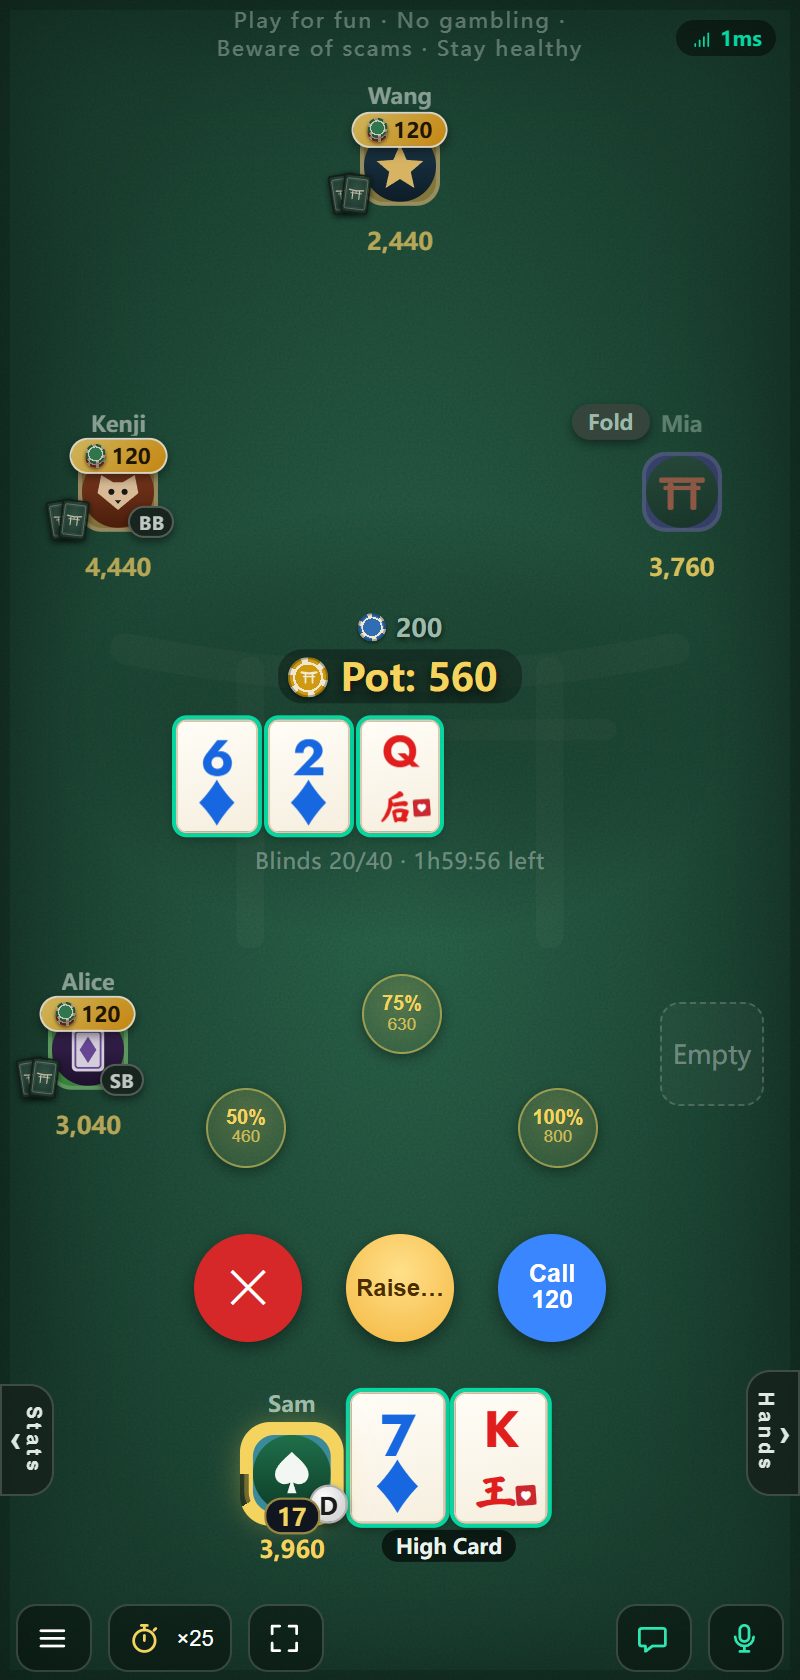 Play for fun · No gambling ·
Beware of scams · Stay healthy
1ms
Wang
120
2,440
Kenji
120
BB
4,440
Fold
Mia
3,760
200
Pot: 560
6
2
Q
后
Blinds 20/40 · 1h59:56 left
Alice
120
SB
3,040
75%
630
50%
460
100%
800
Empty
Raise...
Call
120
Stats
Hands
Sam
17
D
3,960
7
K
王
High Card
×25